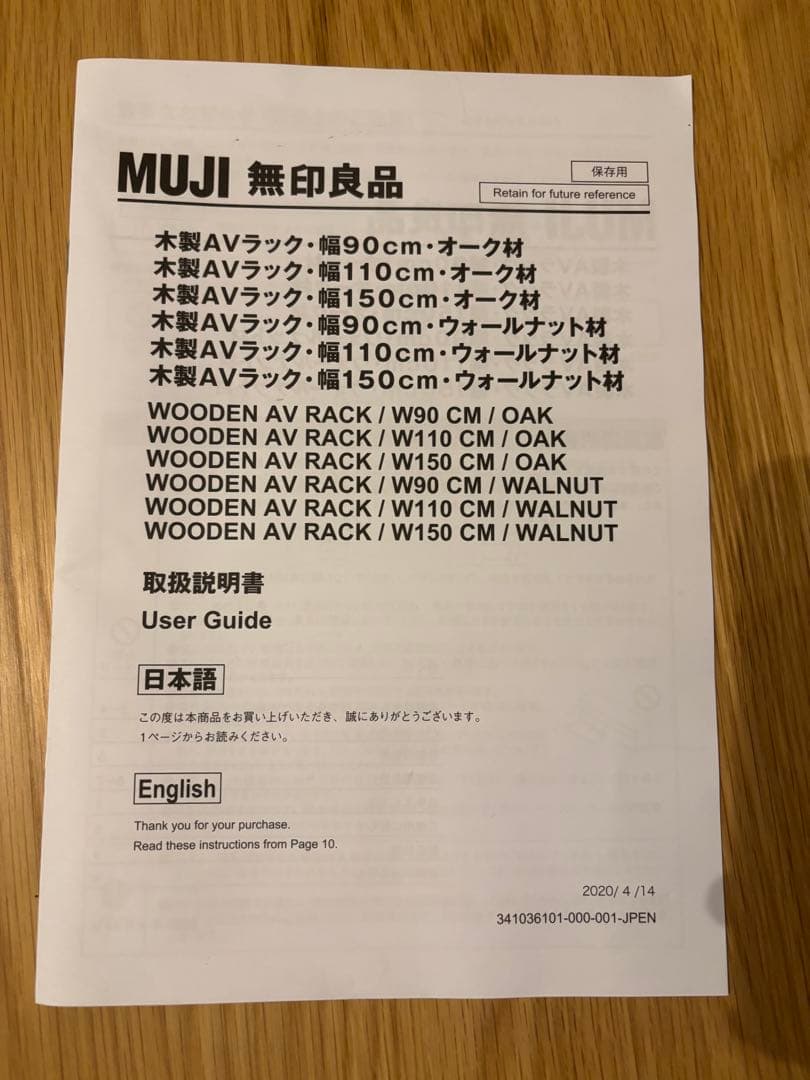 MUJI 無印良品
保存用
Retain for future reference
木製AVラック・幅90cm・オーク材
木製AVラック・幅110cm・オーク材
木製AVラック・幅150cm・オーク材
木製AVラック・幅90cm・ウォールナット材
木製AVラック・幅110cm・ウォールナット材
木製AVラック・幅150cm・ウォールナット材
WOODEN AV RACK / W90 CM / OAK
WOODEN AV RACK / W110 CM / OAK
WOODEN AV RACK / W150 CM / OAK
WOODEN AV RACK / W90 CM / WALNUT
WOODEN AV RACK / W110 CM / WALNUT
WOODEN AV RACK / W150 CM / WALNUT
取扱説明書
User Guide
日本語
この度は本商品をお買い上げいただき、誠にありがとうございます。
1ページからお読みください。
English
Thank you for your purchase.
Read these instructions from Page 10.
2020/ 4 /14
341036101-000-001-JPEN